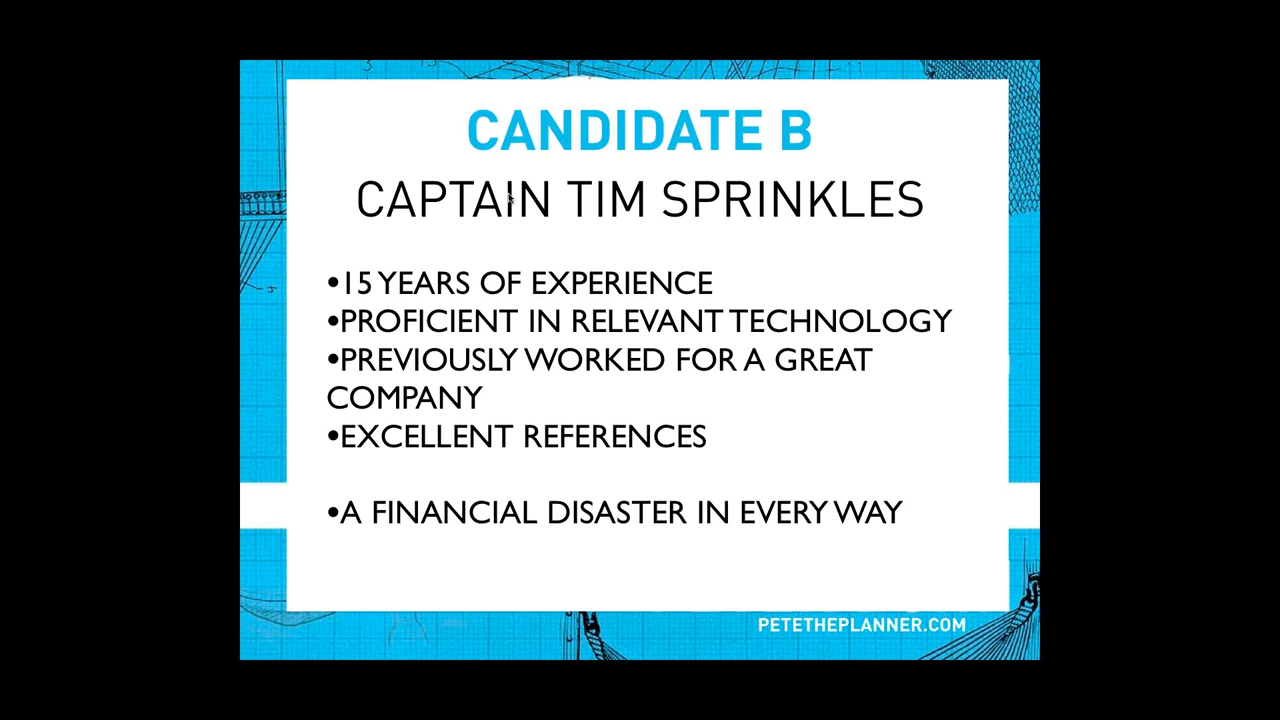 CANDIDATE B
CAPTAIN TIM SPRINKLES
•15 YEARS OF EXPERIENCE
•PROFICIENT IN RELEVANT TECHNOLOGY
•PREVIOUSLY WORKED FOR A GREAT
COMPANY
•EXCELLENT REFERENCES
•A FINANCIAL DISASTER IN EVERY WAY
PETETHEPLANNER.COM